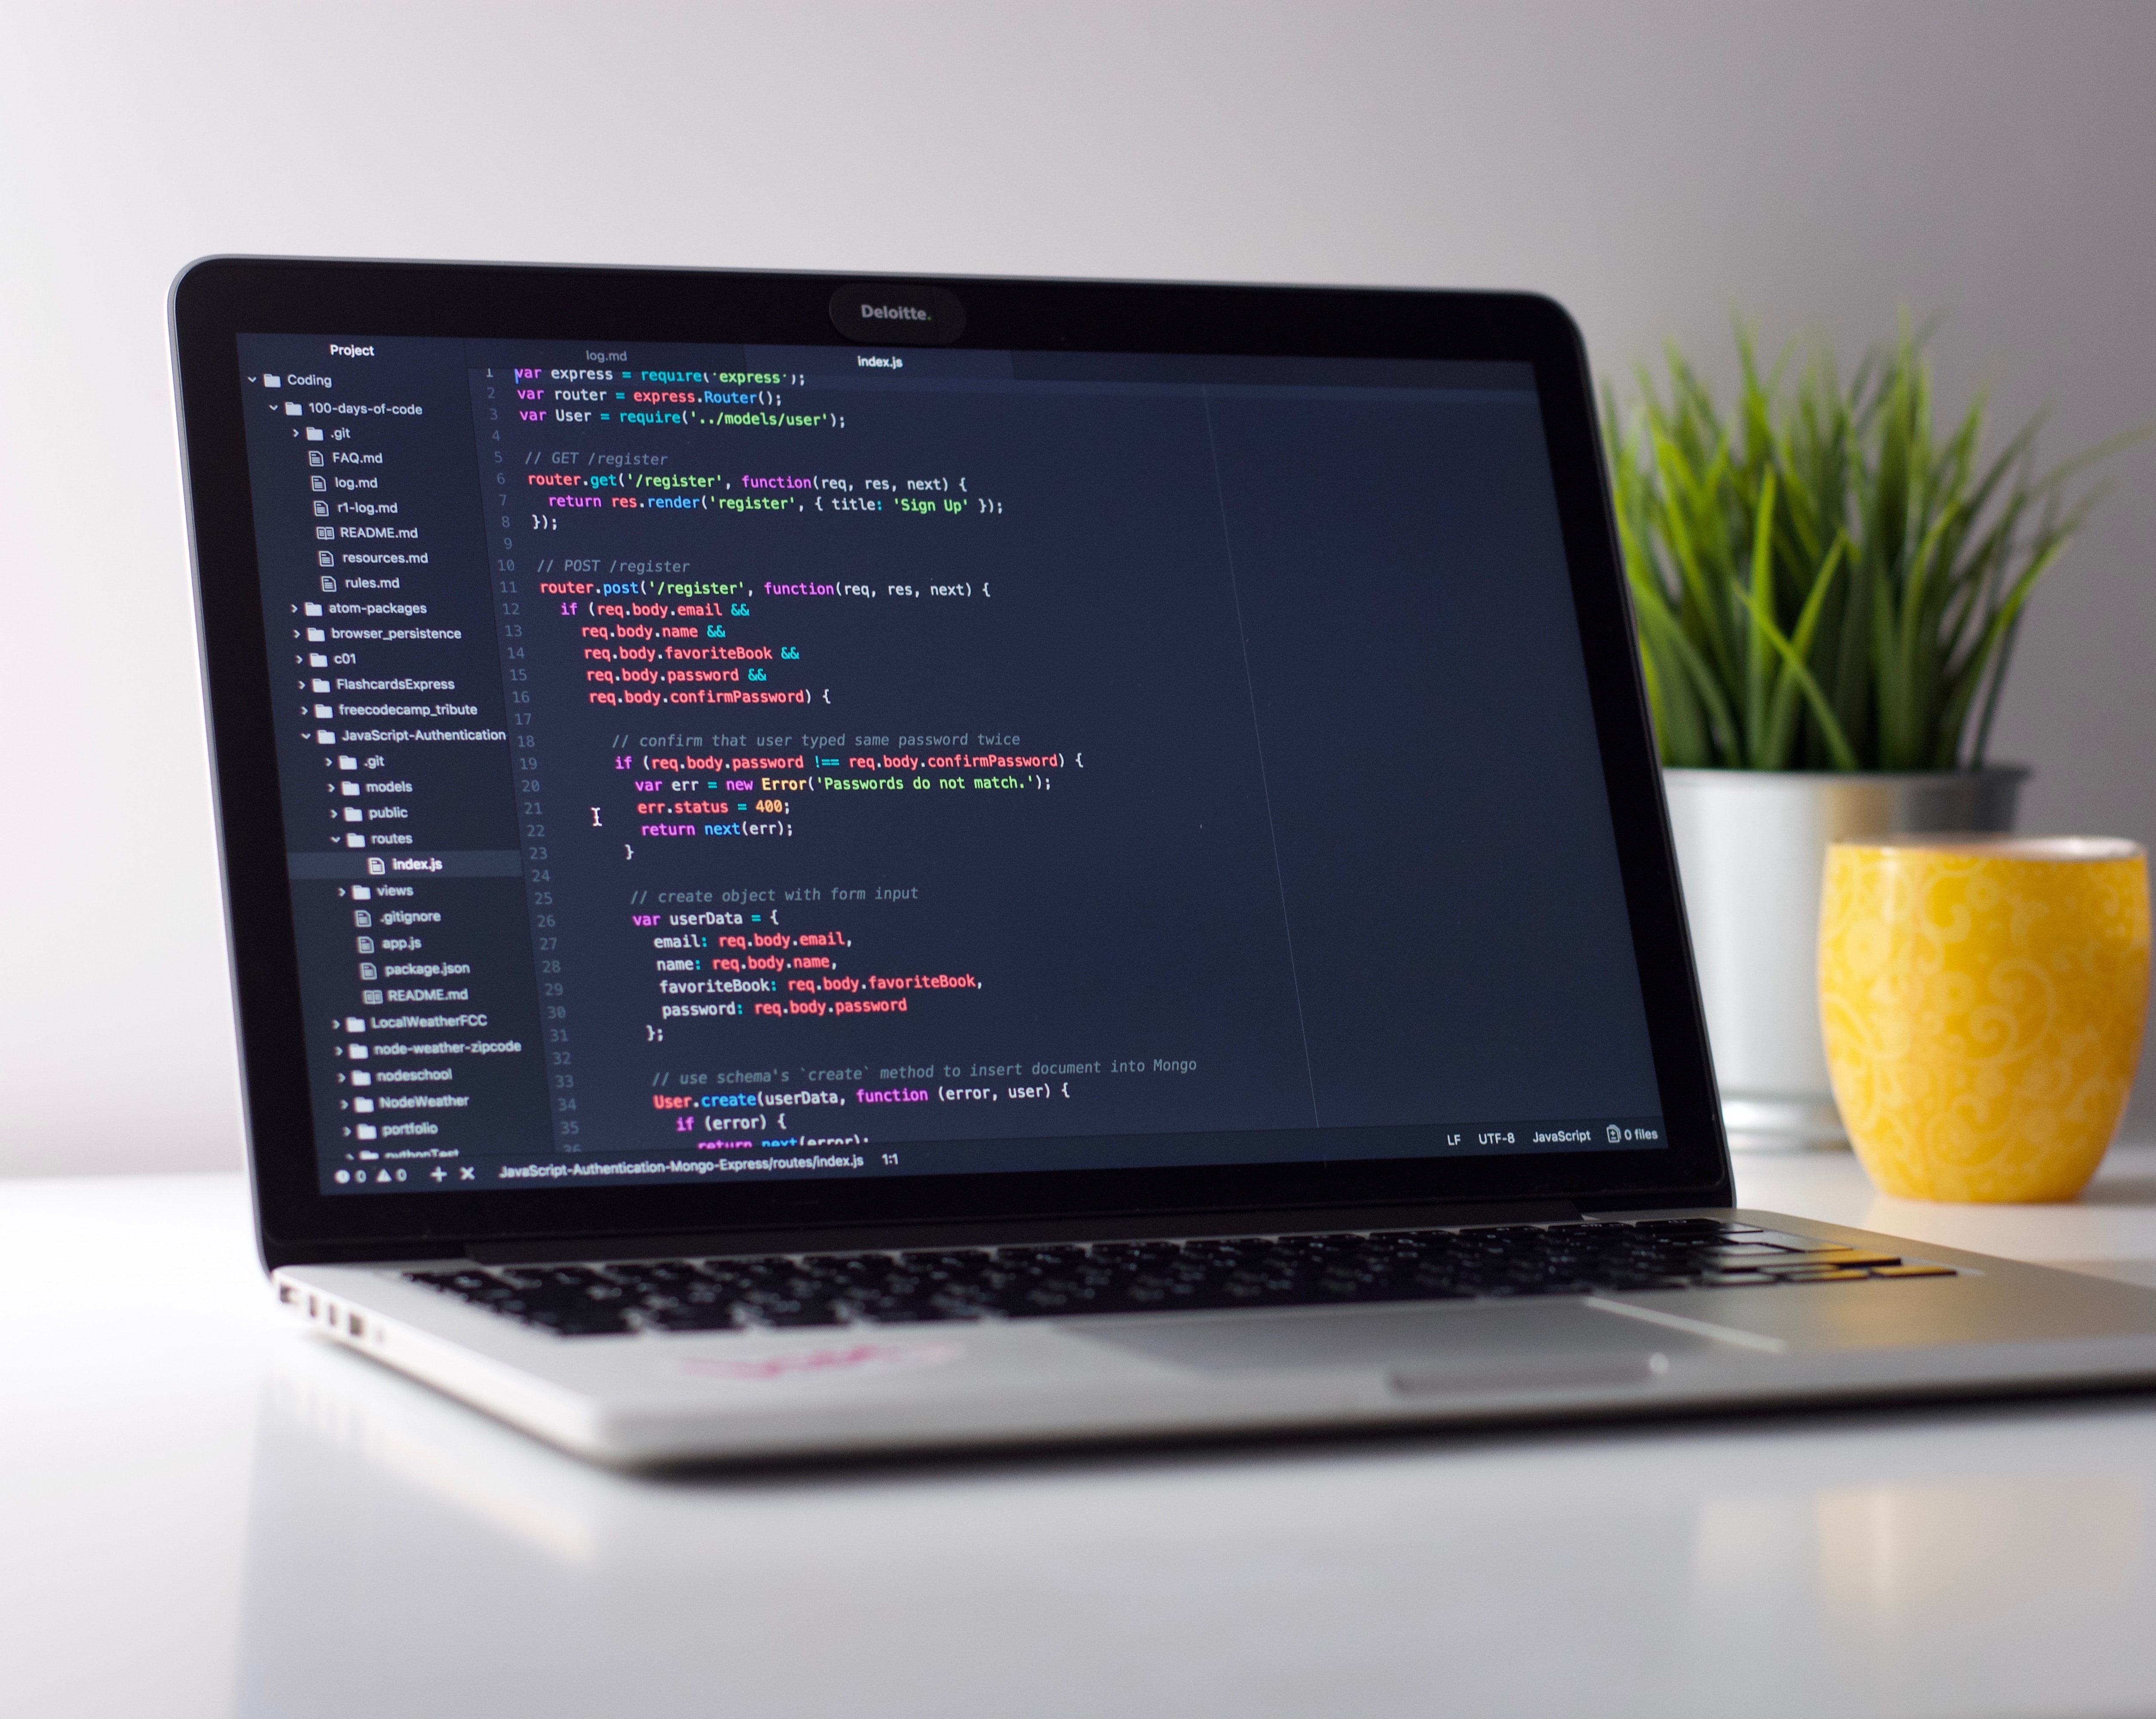 Deloitte.
Project
Coding
100-days-of-code
.git
FAQ.md
log.md
r1-log.md
README.md
resources.md
rules.md
atom-packages
browser_persistence
c01
FlashcardsExpress
freecodecamp_tribute
JavaScript-Authentication
.git
models
public
routes
index.js
views
.gitignore
app.js
package.json
README.md
LocalWeatherFCC
node-weather-zipcode
nodeschool
NodeWeather
portfolio
pythonTest
log.md
index.js
1 var express = require('express');
2 var router = express.Router();
3 var User = require('../models/user');
4
5 // GET /register
6 router.get('/register', function(req, res, next) {
7 return res.render('register', { title: 'Sign Up' });
8 });
9
10 // POST /register
11 router.post('/register', function(req, res, next) {
12 if (req.body.email &&
13 req.body.name &&
14 req.body.favoriteBook &&
15 req.body.password &&
16 req.body.confirmPassword) {
17
18 // confirm that user typed same password twice
19 if (req.body.password !== req.body.confirmPassword) {
20 var err = new Error('Passwords do not match.');
21 err.status = 400;
22 return next(err);
23 }
24
25 // create object with form input
26 var userData = {
27 email: req.body.email,
28 name: req.body.name,
29 favoriteBook: req.body.favoriteBook,
30 password: req.body.password
31 };
32
33 // use schema's `create` method to insert document into Mongo
34 User.create(userData, function (error, user) {
35 if (error) {
36 return next(error);
0 0 JavaScript-Authentication-Mongo-Express/routes/index.js 1:1 LF UTF-8 JavaScript 0 files